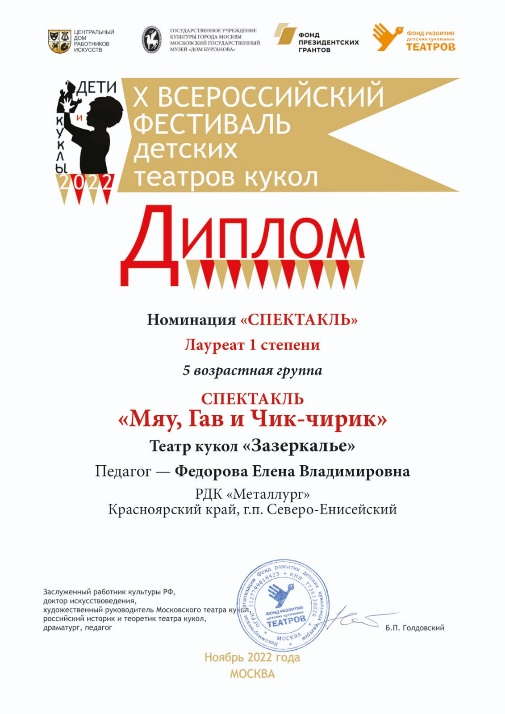 ЦЕНТРАЛЬНЫЙ
ДОМ
РАБОТНИКОВ
ИСКУССТВ
ГОСУДАРСТВЕННОЕ УЧРЕЖДЕНИЕ
КУЛЬТУРЫ ГОРОДА МОСКВЫ
МОСКОВСКИЙ ГОСУДАРСТВЕННЫЙ
МУЗЕЙ «ДОМ БУРГАНОВА»
ФОНД
ПРЕЗИДЕНТСКИХ
ГРАНТОВ
ФОНД РАЗВИТИЯ
детских кукольных
ТЕАТРОВ
ДЕТИ
и
КУКЛЫ
2022
X ВСЕРОССИЙСКИЙ
ФЕСТИВАЛЬ
детских
театров кукол
Диплом
Номинация «СПЕКТАКЛЬ»
Лауреат 1 степени
5 возрастная группа
СПЕКТАКЛЬ
«Мяу, Гав и Чик-чирик»
Театр кукол «Зазеркалье»
Педагог — Федорова Елена Владимировна
РДК «Металлург»
Красноярский край, г.п. Северо-Енисейский
Заслуженный работник культуры РФ,
доктор искусствоведения,
художественный руководитель Московского театра кукол,
российский историк и теоретик театра кукол,
драматург, педагог
ФОНД РАЗВИТИЯ
детских кукольных
ТЕАТРОВ
МОСКВА
Б.П. Голдовский
Ноябрь 2022 года
МОСКВА